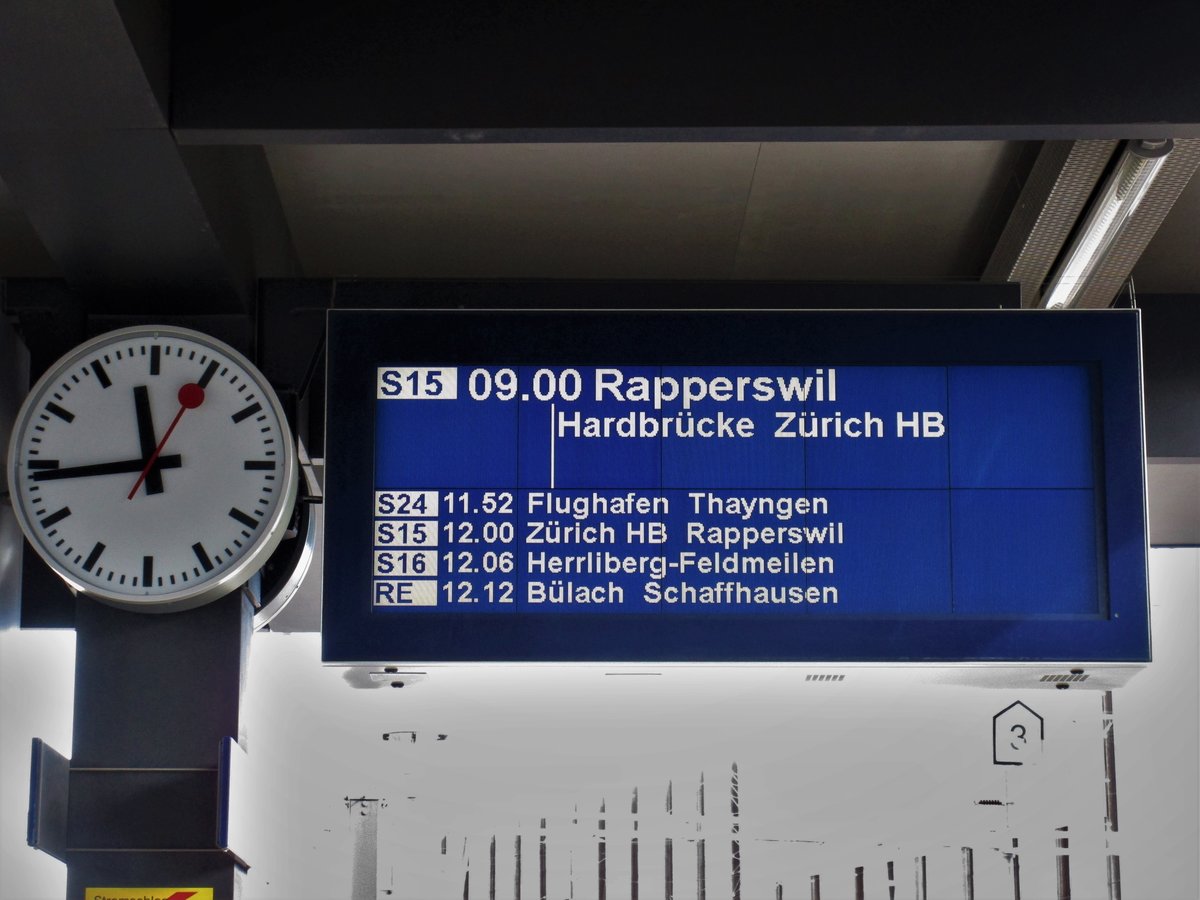 S15 09.00 Rapperswil
Hardbrücke Zürich HB
S24 11.52 Flughafen Thayngen
S15 12.00 Zürich HB Rapperswil
S16 12.06 Herrliberg-Feldmeilen
RE 12.12 Bülach Schaffhausen
3